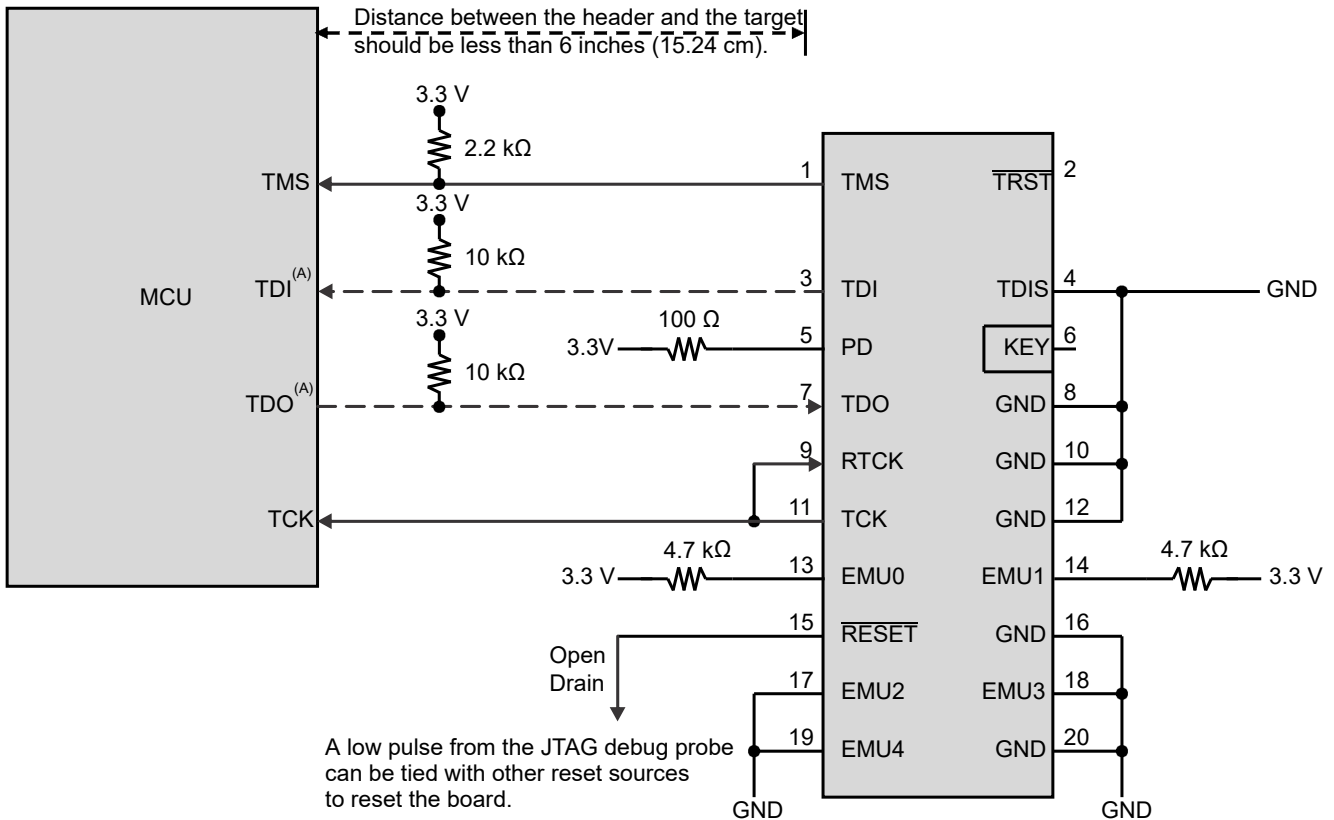 Distance between the header and the target
should be less than 6 inches (15.24 cm).
3.3 V
2.2 kΩ
TMS
1
TMS
TRST
2
3.3 V
10 kΩ
MCU
TDI(A)
3
TDI
TDIS
4
GND
3.3 V
10 kΩ
3.3V
100 Ω
5
PD
KEY
6
TDO(A)
7
TDO
GND
8
9
RTCK
GND
10
TCK
11
TCK
GND
12
3.3 V
4.7 kΩ
13
EMU0
EMU1
14
4.7 kΩ
3.3 V
15
RESET
GND
16
Open
Drain
17
EMU2
EMU3
18
19
EMU4
GND
20
A low pulse from the JTAG debug probe
can be tied with other reset sources
to reset the board.
GND
GND